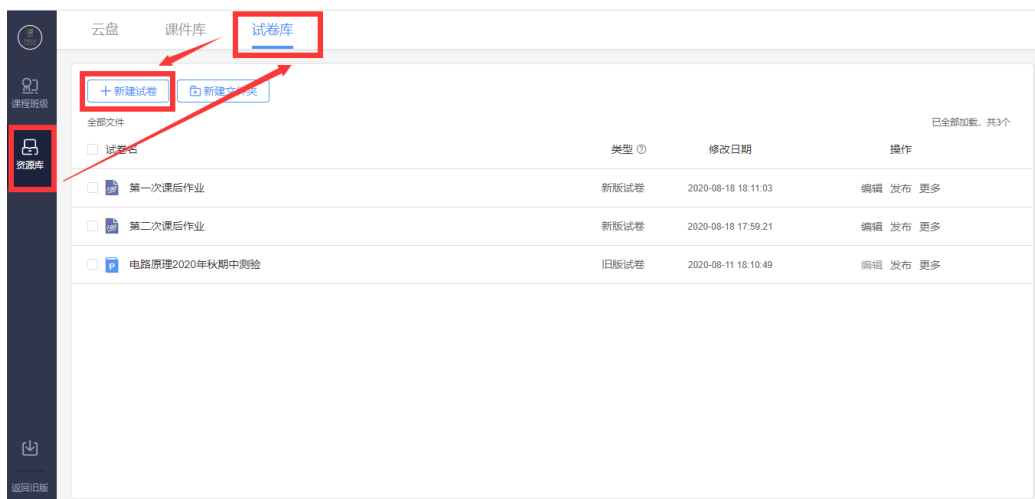 云盘 课件库 试卷库
课程班级
资源库
返回旧版
+ 新建试卷 新建文件夹
全部文件 已全部加载，共3个
试卷名 类型 ? 修改日期 操作
第一次课后作业 新版试卷 2020-08-18 18:11:03 编辑 发布 更多
第二次课后作业 新版试卷 2020-08-18 17:59:21 编辑 发布 更多
P 电路原理2020年秋期中测验 旧版试卷 2020-08-11 18:10:49 编辑 发布 更多